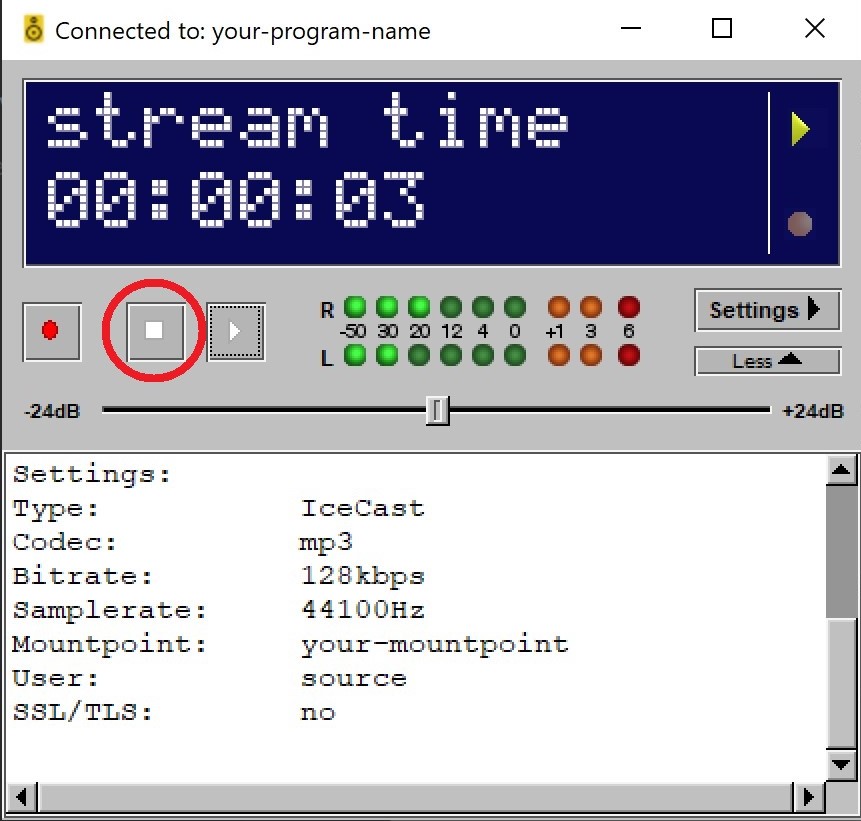 Connected to: your-program-name
stream time
00:00:03
R
-50 30 20 12 4 0 +1 3 6
L
Settings
Less
-24dB
+24dB
Settings:
Type: IceCast
Codec: mp3
Bitrate: 128kbps
Samplerate: 44100Hz
Mountpoint: your-mountpoint
User: source
SSL/TLS: no